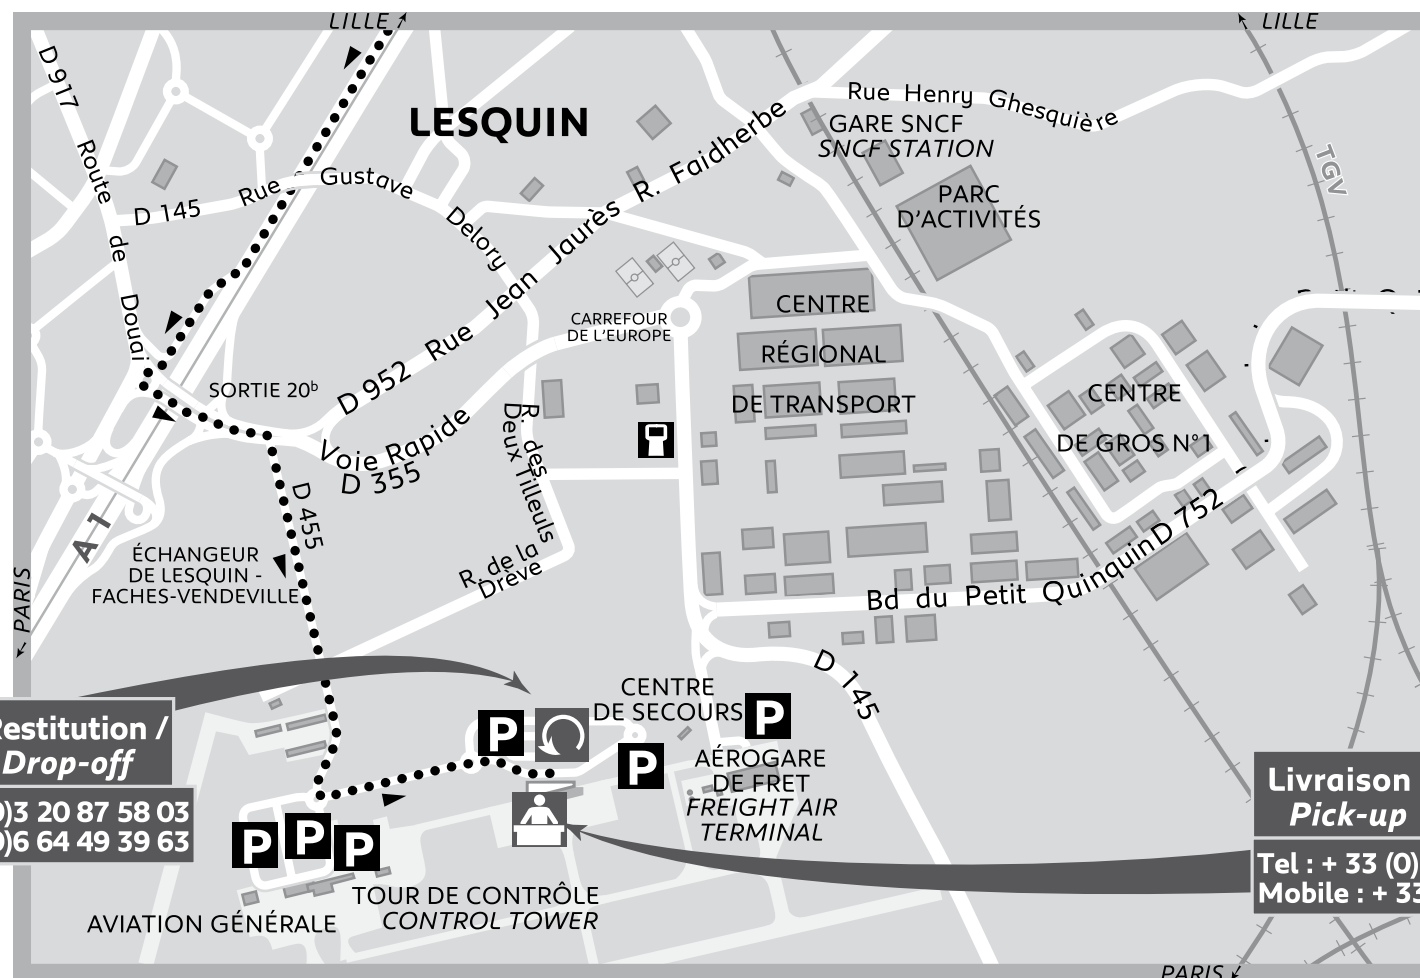 LILLE
LILLE
D 917
Route de Douai
LESQUIN
Rue Henry Ghesquière
GARE SNCF
SNCF STATION
TGV
D 145
Rue Gustave Delory
R. Faidherbe
PARC
D'ACTIVITÉS
D 952 Rue Jean Jaurès
CARREFOUR
DE L'EUROPE
CENTRE
RÉGIONAL
DE TRANSPORT
SORTIE 20b
CENTRE
DE GROS N°1
Voie Rapide
D 355
R. des
Deux Tilleuls
D 455
A 1
ÉCHANGEUR
DE LESQUIN -
FACHES-VENDEVILLE
PARIS
R. de la
Drève
Bd du Petit Quinquin
D 752
D 145
CENTRE
DE SECOURS
P
P
P
AÉROGARE
DE FRET
FREIGHT AIR
TERMINAL
Restitution /
Drop-off
0)3 20 87 58 03
0)6 64 49 39 63
P
P
P
Livraison
Pick-up
Tel : + 33 (0)
Mobile : + 33
TOUR DE CONTRÔLE
CONTROL TOWER
AVIATION GÉNÉRALE
PARIS